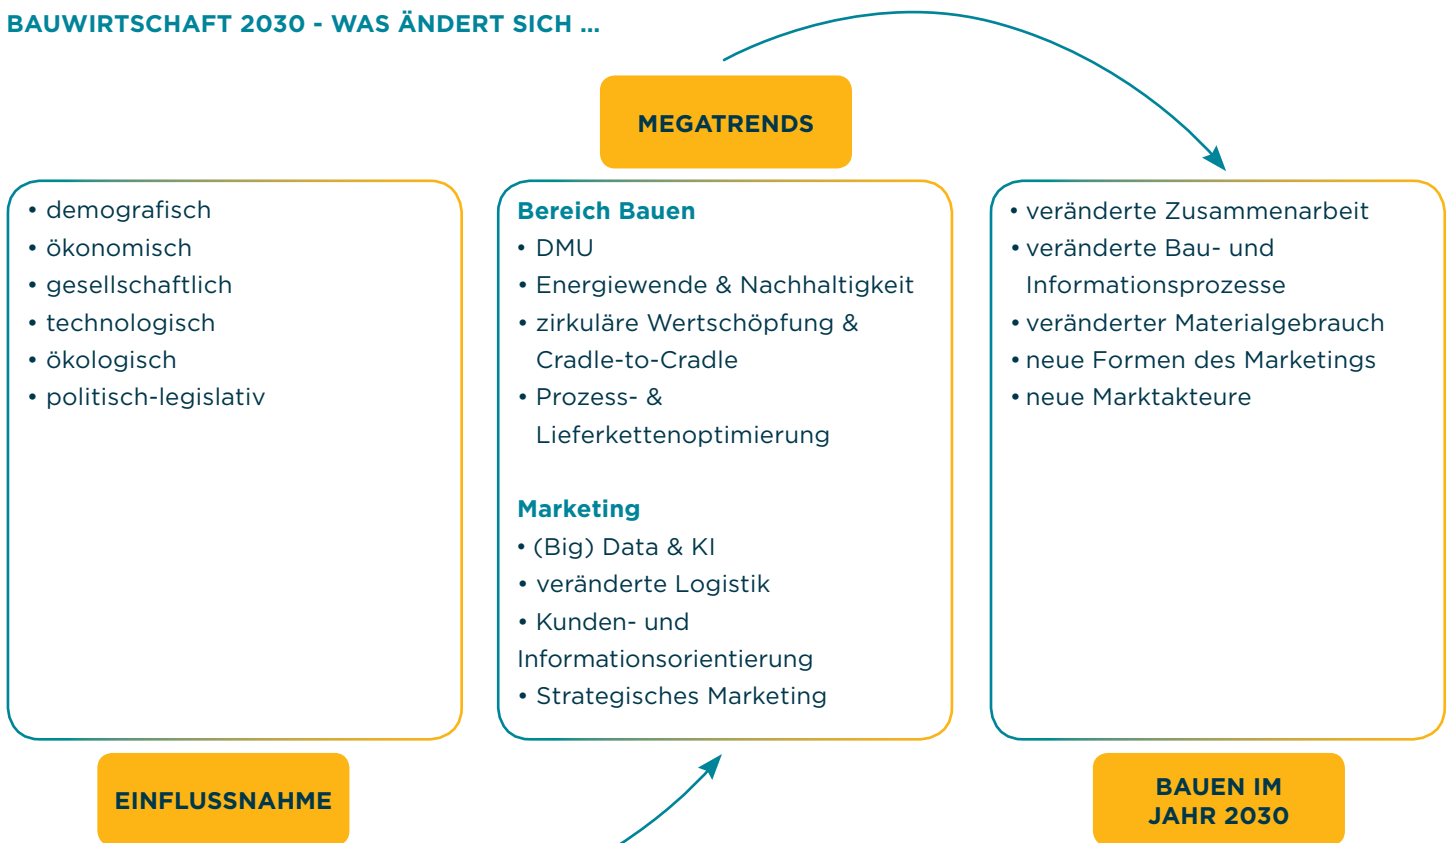 BAUWIRTSCHAFT 2030 - WAS ÄNDERT SICH ...
MEGATRENDS
• demografisch
• ökonomisch
• gesellschaftlich
• technologisch
• ökologisch
• politisch-legislativ
EINFLUSSNAHME
Bereich Bauen
• DMU
• Energiewende & Nachhaltigkeit
• zirkuläre Wertschöpfung &
Cradle-to-Cradle
• Prozess- &
Lieferkettenoptimierung
Marketing
• (Big) Data & KI
• veränderte Logistik
• Kunden- und
Informationsorientierung
• Strategisches Marketing
• veränderte Zusammenarbeit
• veränderte Bau- und
Informationsprozesse
• veränderter Materialgebrauch
• neue Formen des Marketings
• neue Marktakteure
BAUEN IM
JAHR 2030